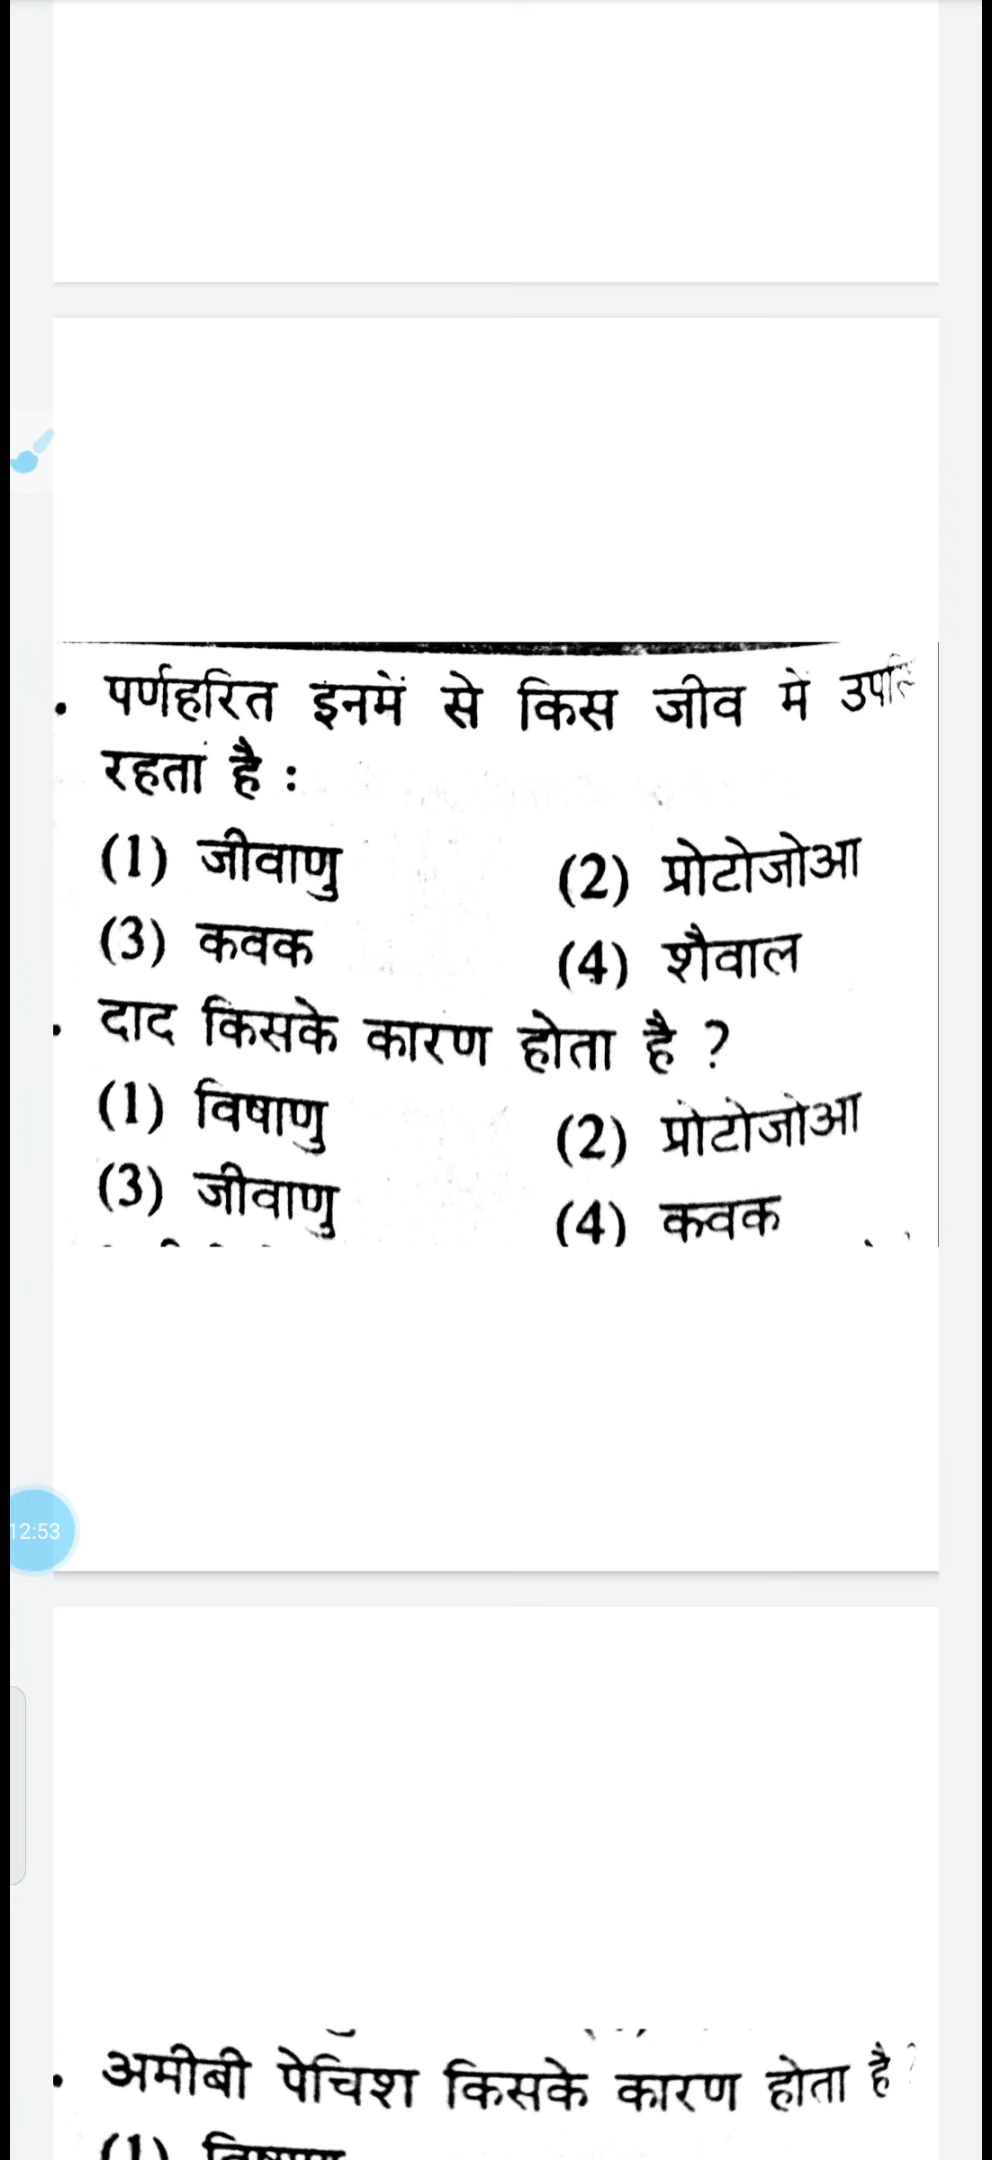 . पर्णहरित इनमें से किस जीव में
रहता है :
(1) जीवाणु (2) प्रोटोजोआ
(3) कवक (4) शैवाल
. दाद किसके कारण होता है ?
(1) विषाणु (2) प्रोटोजोआ
(3) जीवाणु (4) कवक
12:53
. अमीबी पेचिश किसके कारण होता है ?
(1)